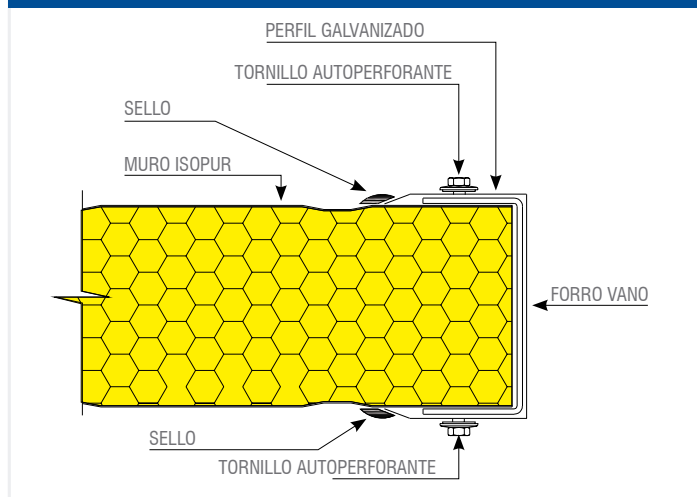 PERFIL GALVANIZADO
TORNILLO AUTOPERFORANTE
SELLO
MURO ISOPUR
FORRO VANO
SELLO
TORNILLO AUTOPERFORANTE